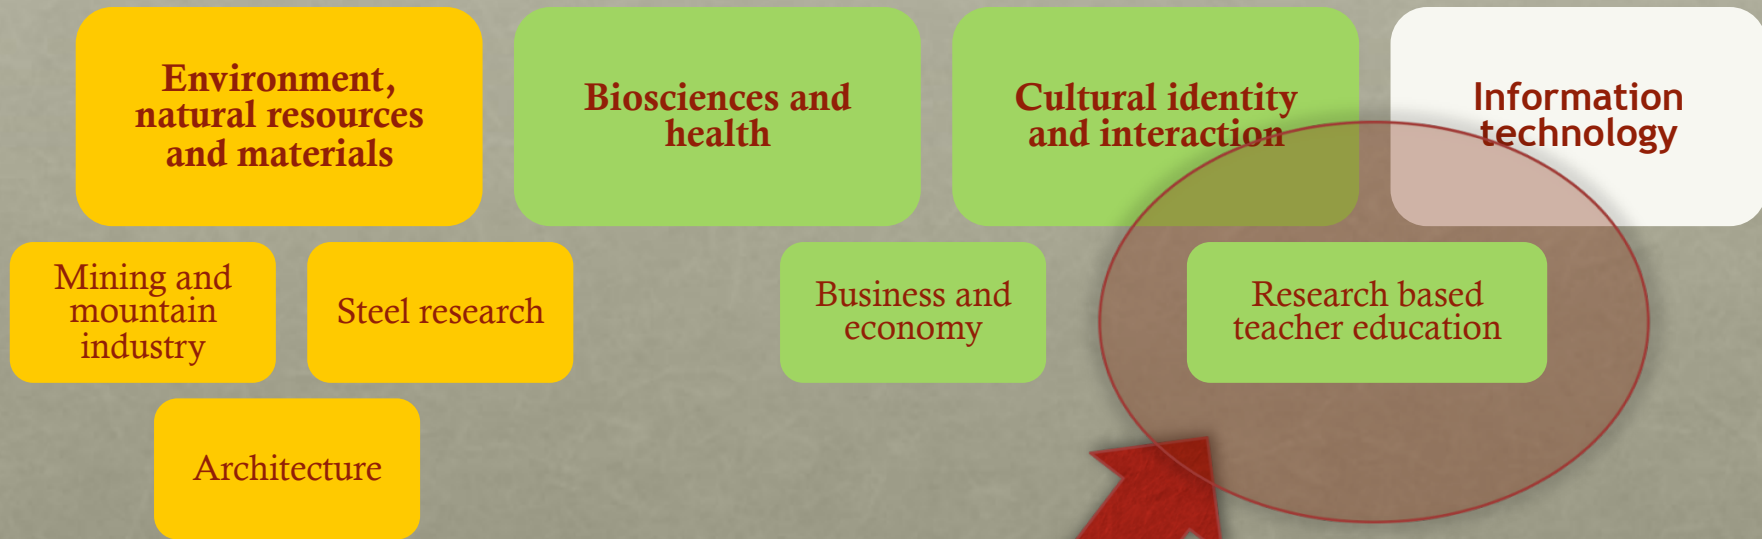 Environment,
natural resources
and materials
Biosciences and
health
Cultural identity
and interaction
Information
technology
Mining and
mountain
industry
Steel research
Business and
economy
Research based
teacher education
Architecture